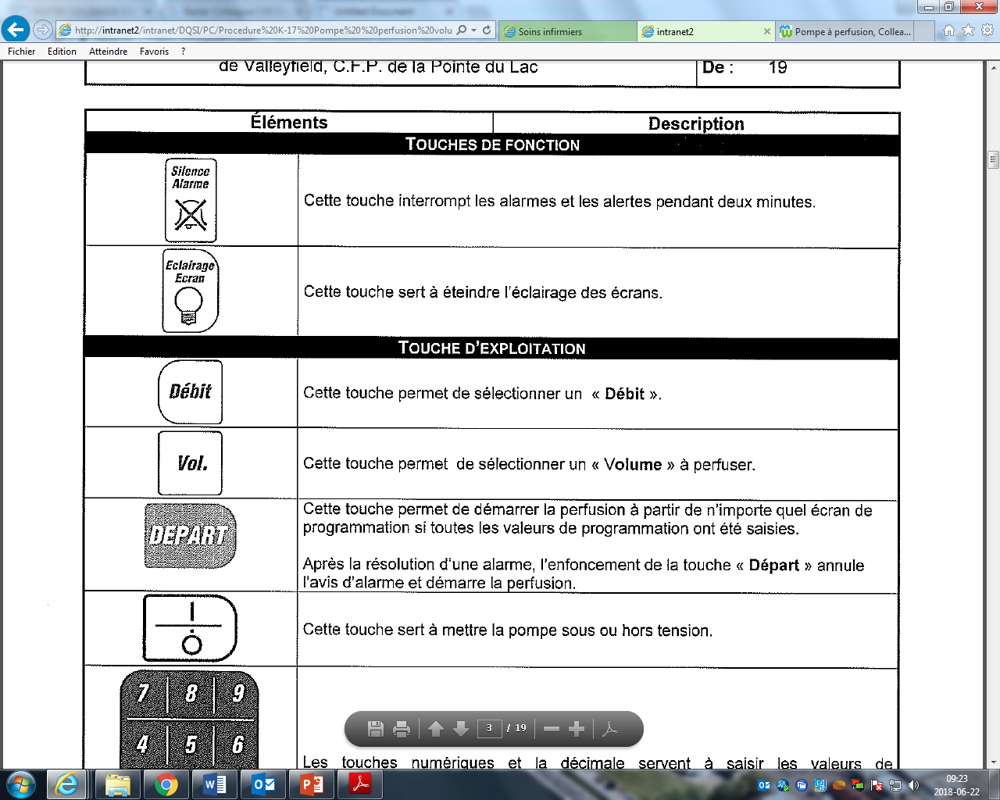 http://intranet2/intranet/DQSI/PC/Procedure%20K-17%20Pompe%20%20perfusion%20volu
Soins infirmiers
intranet2
Pompe à perfusion, Collea...
Fichier Edition Atteindre Favoris ?
de Valleyfield, C.F.P. de la Pointe du Lac
De : 19
Éléments Description
TOUCHES DE FONCTION
Silence
Alarme
Cette touche interrompt les alarmes et les alertes pendant deux minutes.
Eclairage
Ecran
Cette touche sert à éteindre l'éclairage des écrans.
TOUCHE D'EXPLOITATION
Débit
Cette touche permet de sélectionner un « Débit ».
Vol.
Cette touche permet de sélectionner un « Volume » à perfuser.
DEPART
Cette touche permet de démarrer la perfusion à partir de n'importe quel écran de
programmation si toutes les valeurs de programmation ont été saisies.
Après la résolution d'une alarme, l'enfoncement de la touche « Départ » annule
l'avis d'alarme et démarre la perfusion.
Cette touche sert à mettre la pompe sous ou hors tension.
7 8 9
4 5 6
Les touches numériques et la décimale servent à saisir les valeurs de
3 / 19
09:23
2018-06-22